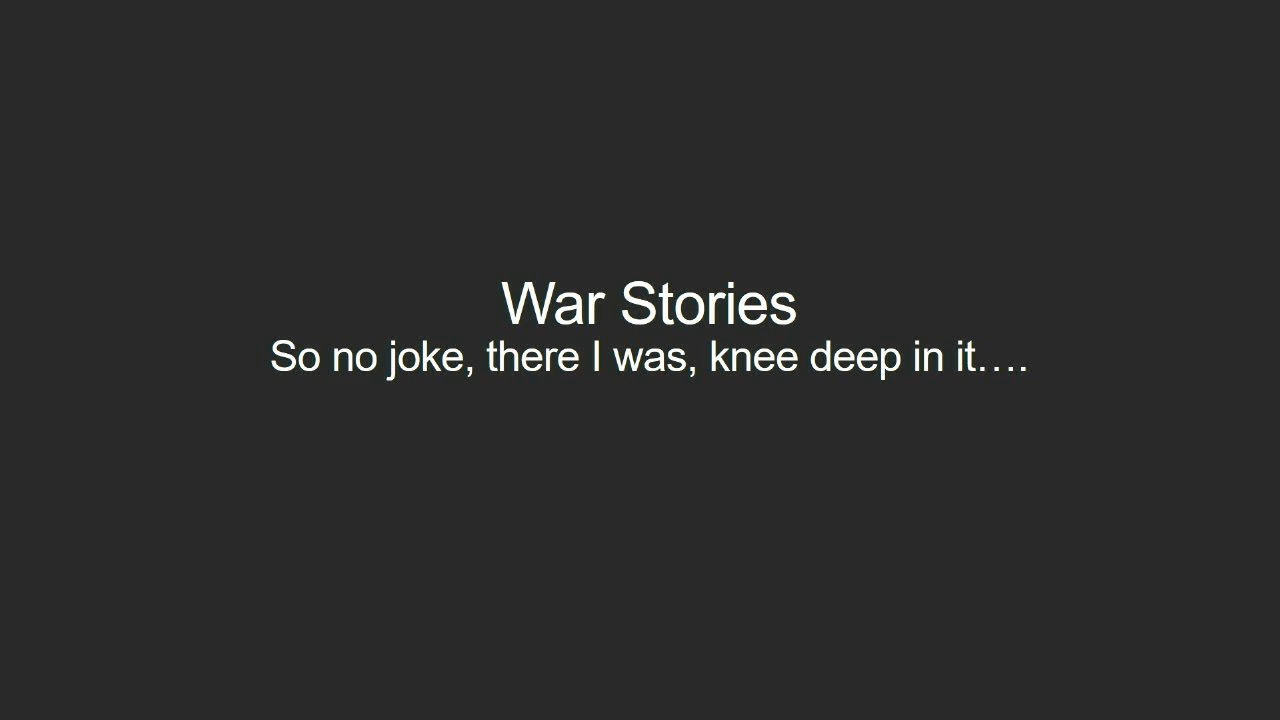 War Stories
So no joke, there I was, knee deep in it….